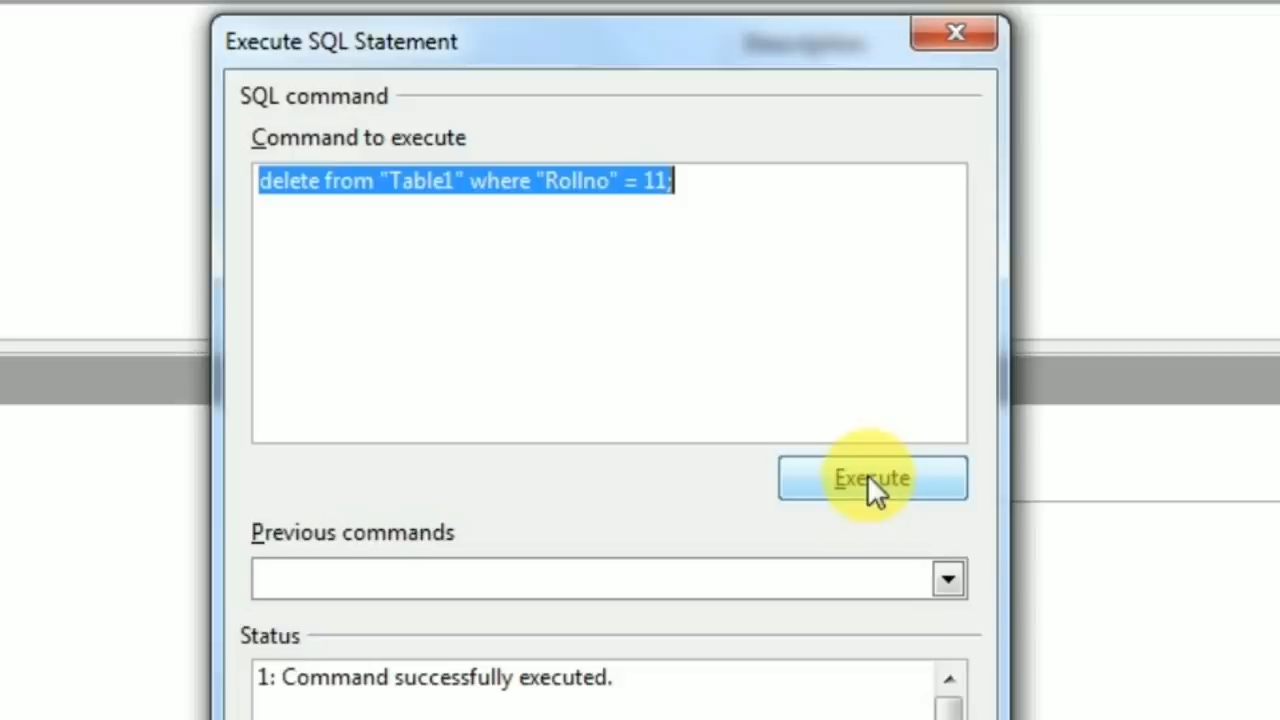 Execute SQL Statement
SQL command
Command to execute
delete from "Table1" where "Rollno" = 11;
Execute
Previous commands
Status
1: Command successfully executed.